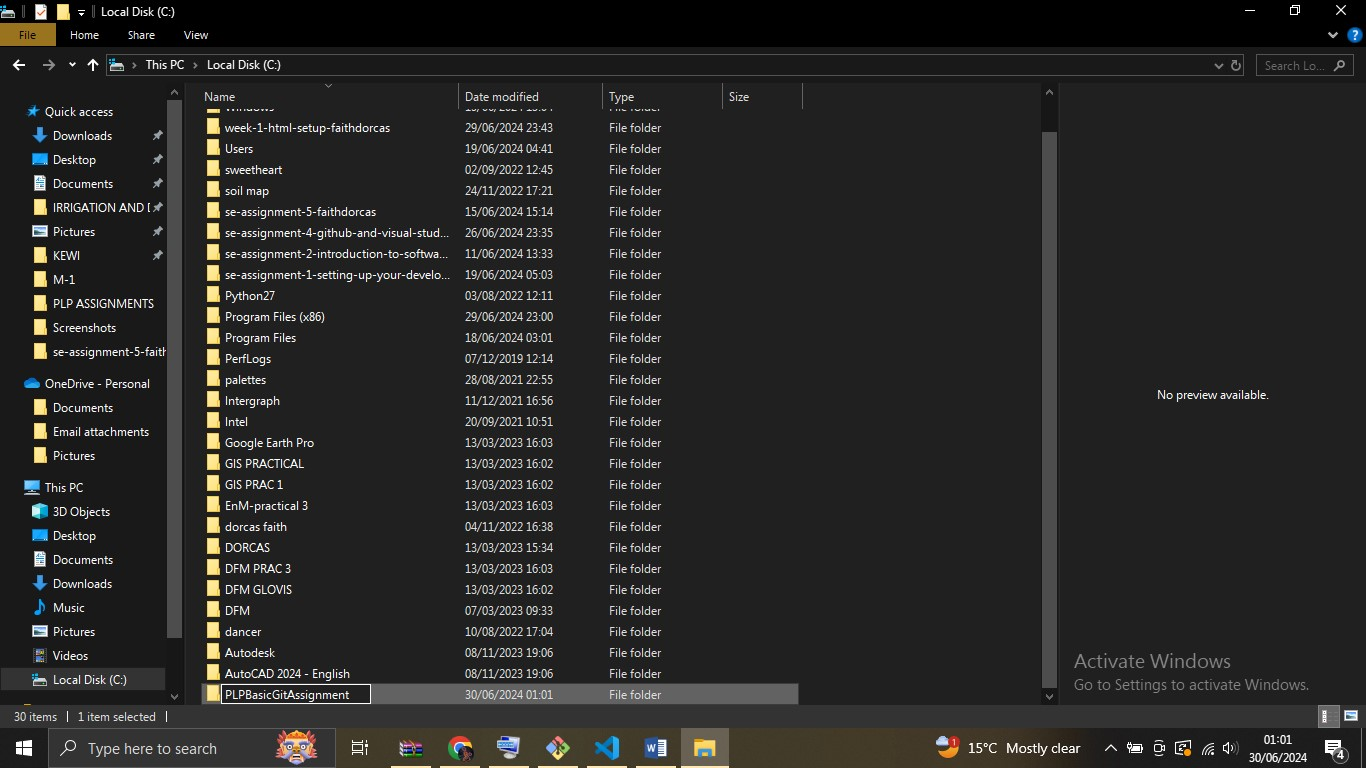 Local Disk (C:)
File Home Share View
This PC Local Disk (C:) Search Lo...
Name Date modified Type Size
Quick access
Downloads
Desktop
Documents
IRRIGATION AND
Pictures
KEWI
M-1
PLP ASSIGNMENTS
Screenshots
se-assignment-5-faith
OneDrive - Personal
Documents
Email attachments
Pictures
This PC
3D Objects
Desktop
Documents
Downloads
Music
Pictures
Videos
Local Disk (C:)
Windows File folder
week-1-html-setup-faithdorcas 29/06/2024 23:43 File folder
Users 19/06/2024 04:41 File folder
sweetheart 02/09/2022 12:45 File folder
soil map 24/11/2022 17:21 File folder
se-assignment-5-faithdorcas 15/06/2024 15:14 File folder
se-assignment-4-github-and-visual-stud... 26/06/2024 23:35 File folder
se-assignment-2-introduction-to-softwa... 11/06/2024 13:33 File folder
se-assignment-1-setting-up-your-develo... 19/06/2024 05:03 File folder
Python27 03/08/2022 12:11 File folder
Program Files (x86) 29/06/2024 23:00 File folder
Program Files 18/06/2024 03:01 File folder
PerfLogs 07/12/2019 12:14 File folder
palettes 28/08/2021 22:55 File folder
Intergraph 11/12/2021 16:56 File folder
Intel 20/09/2021 10:51 File folder
Google Earth Pro 13/03/2023 16:03 File folder
GIS PRACTICAL 13/03/2023 16:02 File folder
GIS PRAC 1 13/03/2023 16:02 File folder
EnM-practical 3 13/03/2023 16:03 File folder
dorcas faith 04/11/2022 16:38 File folder
DORCAS 13/03/2023 15:34 File folder
DFM PRAC 3 13/03/2023 16:03 File folder
DFM GLOVIS 13/03/2023 16:02 File folder
DFM 07/03/2023 09:33 File folder
dancer 10/08/2022 17:04 File folder
Autodesk 08/11/2023 19:06 File folder
AutoCAD 2024 - English 08/11/2023 19:06 File folder
PLPBasicGitAssignment 30/06/2024 01:01 File folder
No preview available.
Activate Windows
Go to Settings to activate Windows.
30 items 1 item selected
Type here to search
1
15°C Mostly clear
01:01
30/06/2024
4